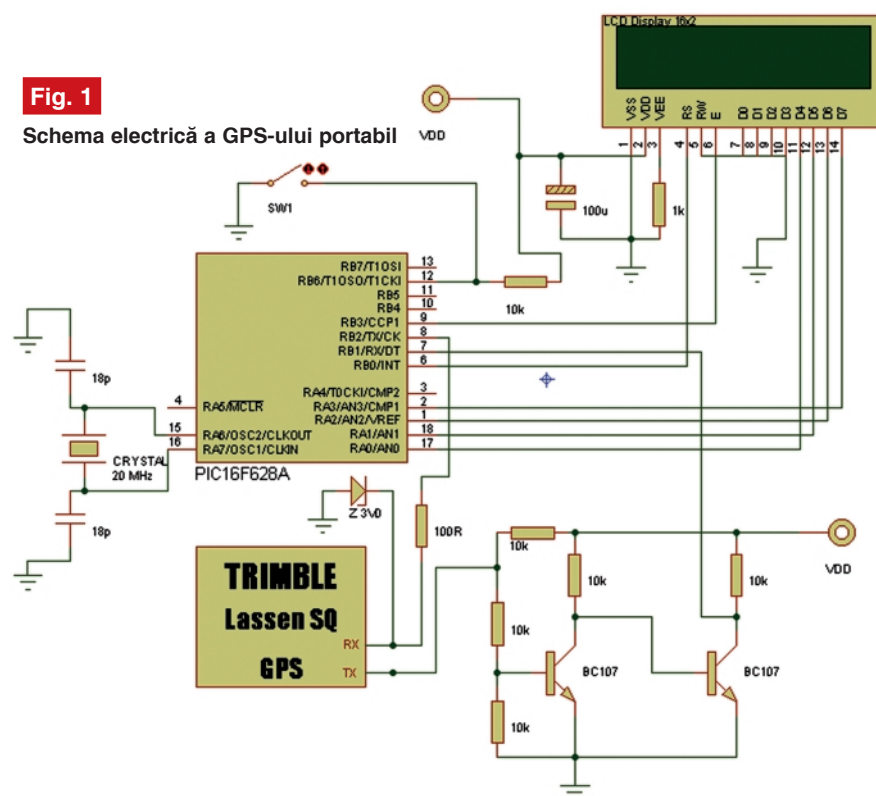 LCD Display 16x2
VSS VDD VEE RS RW E D0 D1 D2 D3 D4 D5 D6 D7
1 2 3 4 5 6 7 8 9 10 11 12 13 14
Fig. 1
Schema electrică a GPS-ului portabil
VDD
SW1
100u
1k
10k
RB7/T1OSI 13
RB6/T1OSO/T1CKI 12
RB5 11
RB4 10
RB3/CCP1 9
RB2/TX/CK 8
RB1/RX/DT 7
RB0/INT 6
RA4/T0CKI/CMP2 3
RA3/AN3/CMP1 2
RA2/AN2/VREF 1
RA1/AN1 18
RA0/AN0 17
4 RA5/MCLR
15 RA6/OSC2/CLKOUT
16 RA7/OSC1/CLKIN
PIC16F628A
18p
CRYSTAL
20 MHz
18p
Z 3V0
100R
TRIMBLE
Lassen SQ
GPS
RX
TX
10k
10k
10k
10k
10k
BC107
BC107
VDD